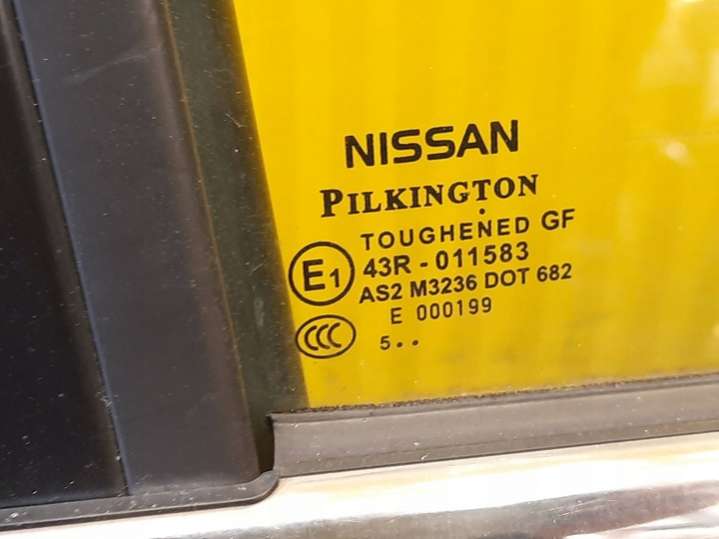 NISSAN
PILKINGTON
TOUGHENED GF
E1 43R - 011583
AS2 M3236 DOT 682
E 000199
CCC 5..